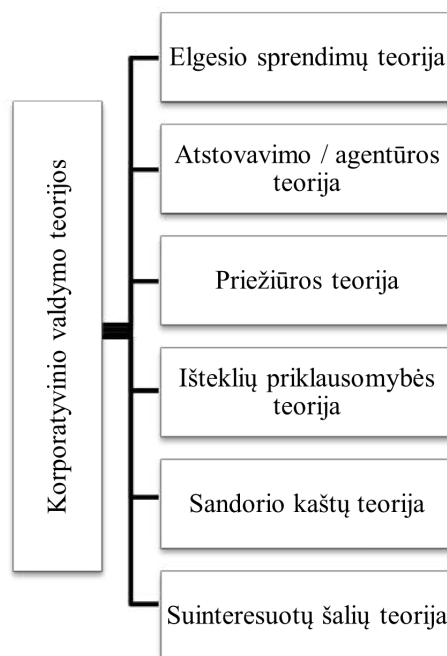 Korporatyvinio valdymo teorijos
Elgesio sprendimų teorija
Atstovavimo / agentūros
teorija
Priežiūros teorija
Išteklių priklausomybės
teorija
Sandorio kaštų teorija
Suinteresuotų šalių teorija